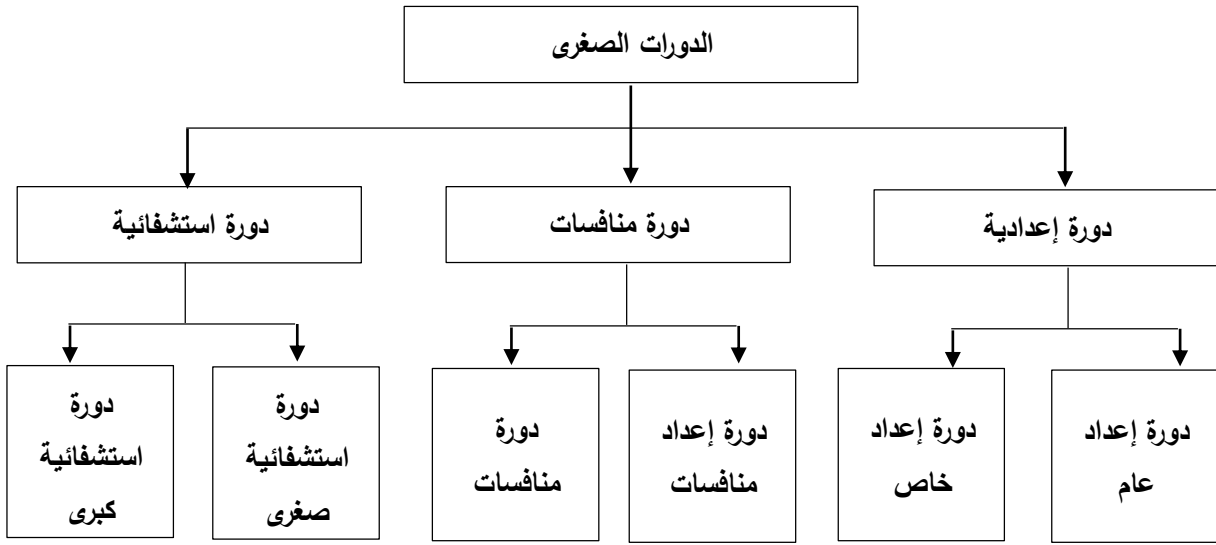 الدورات الصغرى
دورة إعدادية
دورة منافسات
دورة استشفائية
دورة إعداد
عام
دورة إعداد
خاص
دورة إعداد
منافسات
دورة
منافسات
دورة
استشفائية
صغرى
دورة
استشفائية
كبرى